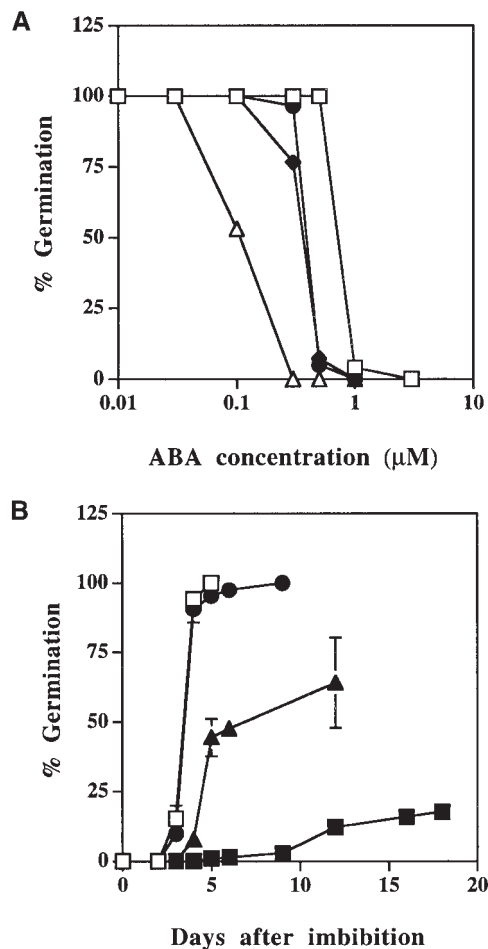 A
125
100
75
50
25
0
% Germination
0.01 0.1 1 10
ABA concentration (µM)
B
125
100
75
50
25
0
% Germination
0 5 10 15 20
Days after imbibition